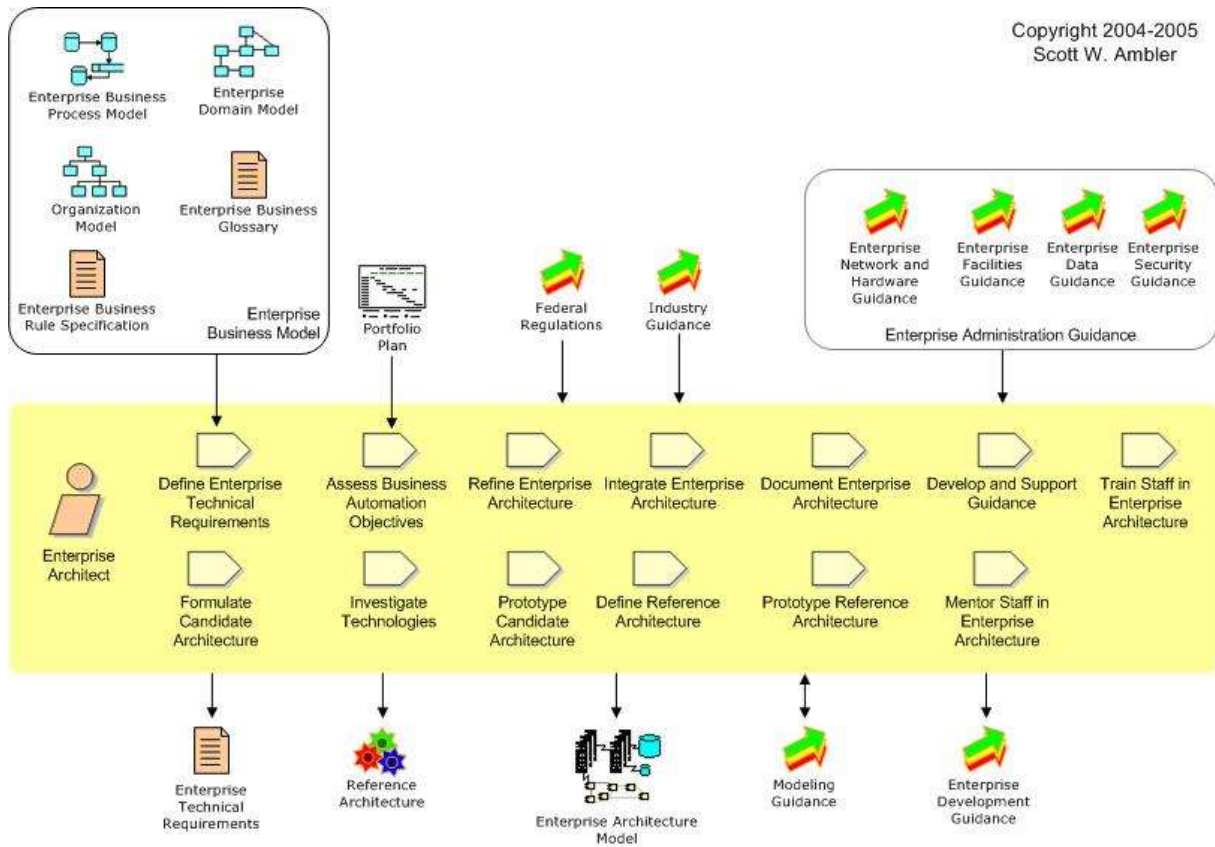 Copyright 2004-2005
Scott W. Ambler
Enterprise Business
Process Model
Enterprise
Domain Model
Organization
Model
Enterprise Business
Glossary
Enterprise Business
Rule Specification
Enterprise
Business Model
Portfolio
Plan
Federal
Regulations
Industry
Guidance
Enterprise
Network and
Hardware
Guidance
Enterprise
Facilities
Guidance
Enterprise
Data
Guidance
Enterprise
Security
Guidance
Enterprise Administration Guidance
Enterprise
Architect
Define Enterprise
Technical
Requirements
Assess Business
Automation
Objectives
Refine Enterprise
Architecture
Integrate Enterprise
Architecture
Document Enterprise
Architecture
Develop and Support
Guidance
Train Staff in
Enterprise
Architecture
Formulate
Candidate
Architecture
Investigate
Technologies
Prototype
Candidate
Architecture
Define Reference
Architecture
Prototype Reference
Architecture
Mentor Staff in
Enterprise
Architecture
Enterprise
Technical
Requirements
Reference
Architecture
Enterprise Architecture
Model
Modeling
Guidance
Enterprise
Development
Guidance